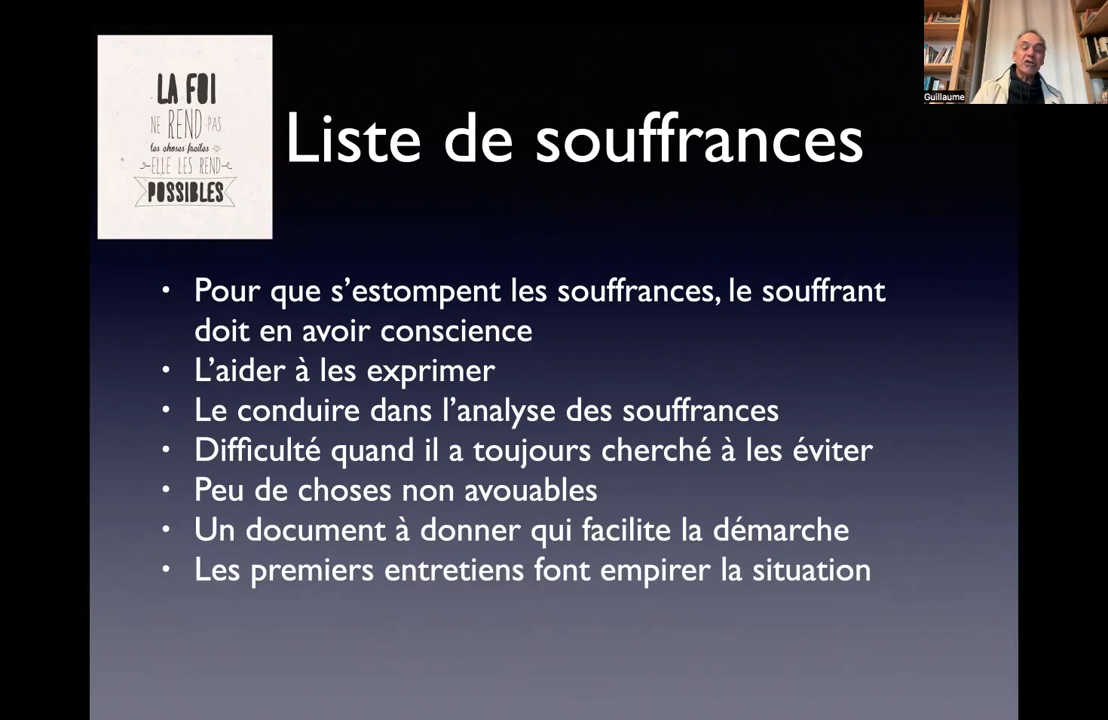 LA FOI
NE REND PAS
les choses faciles
ELLE LES REND
POSSIBLES
Guillaume
Liste de souffrances
• Pour que s’estompent les souffrances, le souffrant
doit en avoir conscience
• L’aider à les exprimer
• Le conduire dans l’analyse des souffrances
• Difficulté quand il a toujours cherché à les éviter
• Peu de choses non avouables
• Un document à donner qui facilite la démarche
• Les premiers entretiens font empirer la situation